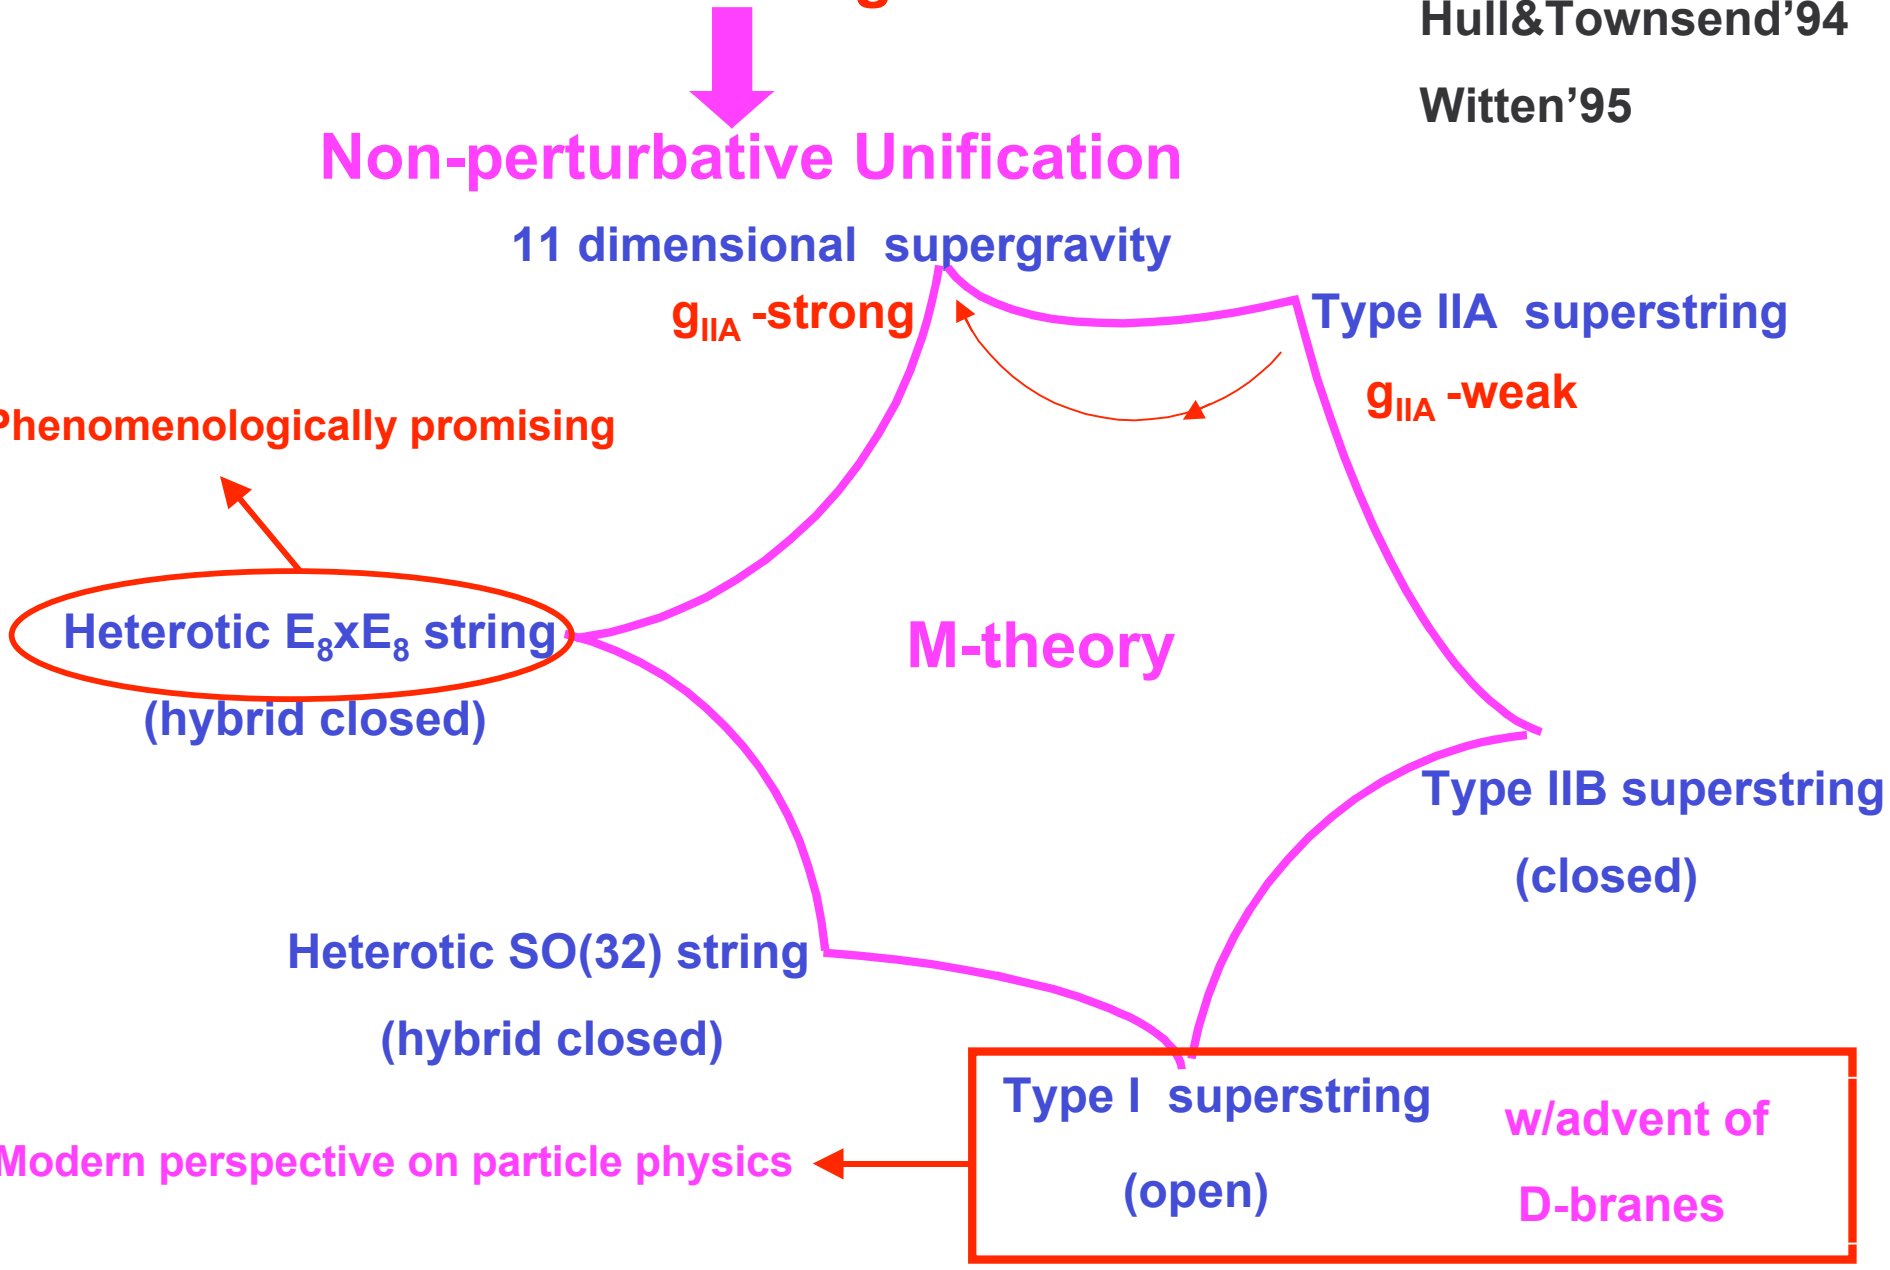 g
Hull&Townsend’94
Witten’95
Non-perturbative Unification
11 dimensional supergravity
g_IIA -strong
Type IIA superstring
g_IIA -weak
Phenomenologically promising
Heterotic E₈xE₈ string
(hybrid closed)
M-theory
Type IIB superstring
(closed)
Heterotic SO(32) string
(hybrid closed)
Type I superstring
(open)
w/advent of
D-branes
Modern perspective on particle physics